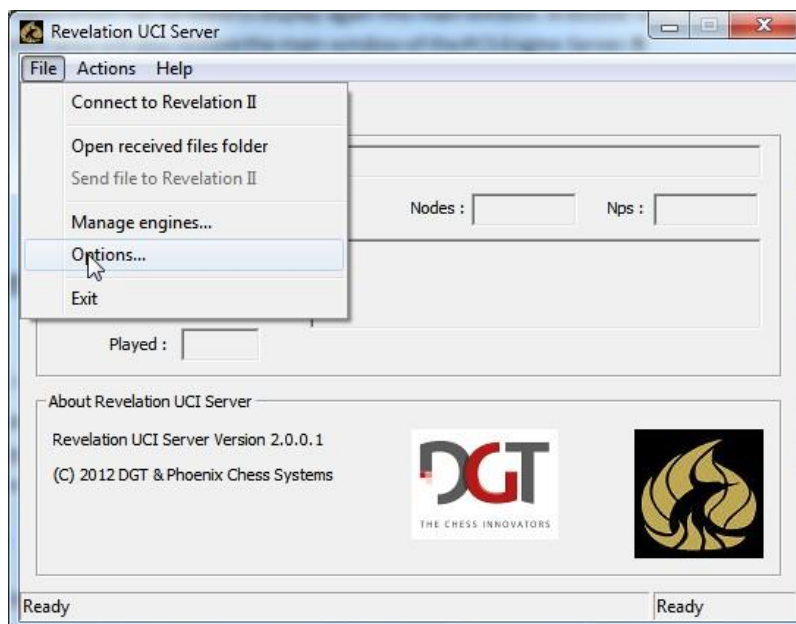 Revelation UCI Server
File Actions Help
Connect to Revelation II
Open received files folder
Send file to Revelation II
Manage engines...
Options...
Exit
Nodes : Nps :
Played :
About Revelation UCI Server
Revelation UCI Server Version 2.0.0.1
(C) 2012 DGT & Phoenix Chess Systems
DGT
THE CHESS INNOVATORS
Ready Ready